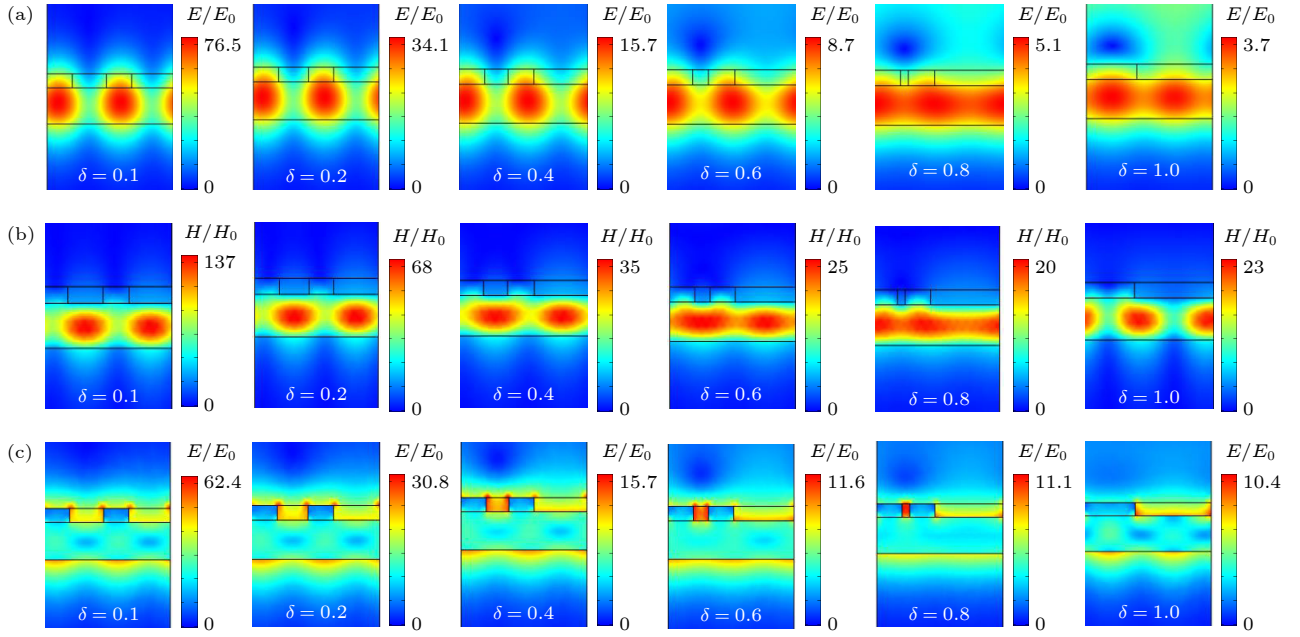 (a) E/E₀ E/E₀ E/E₀ E/E₀ E/E₀ E/E₀
76.5 34.1 15.7 8.7 5.1 3.7
δ = 0.1 δ = 0.2 δ = 0.4 δ = 0.6 δ = 0.8 δ = 1.0
0 0 0 0 0 0
(b) H/H₀ H/H₀ H/H₀ H/H₀ H/H₀ H/H₀
137 68 35 25 20 23
δ = 0.1 δ = 0.2 δ = 0.4 δ = 0.6 δ = 0.8 δ = 1.0
0 0 0 0 0 0
(c) E/E₀ E/E₀ E/E₀ E/E₀ E/E₀ E/E₀
62.4 30.8 15.7 11.6 11.1 10.4
δ = 0.1 δ = 0.2 δ = 0.4 δ = 0.6 δ = 0.8 δ = 1.0
0 0 0 0 0 0